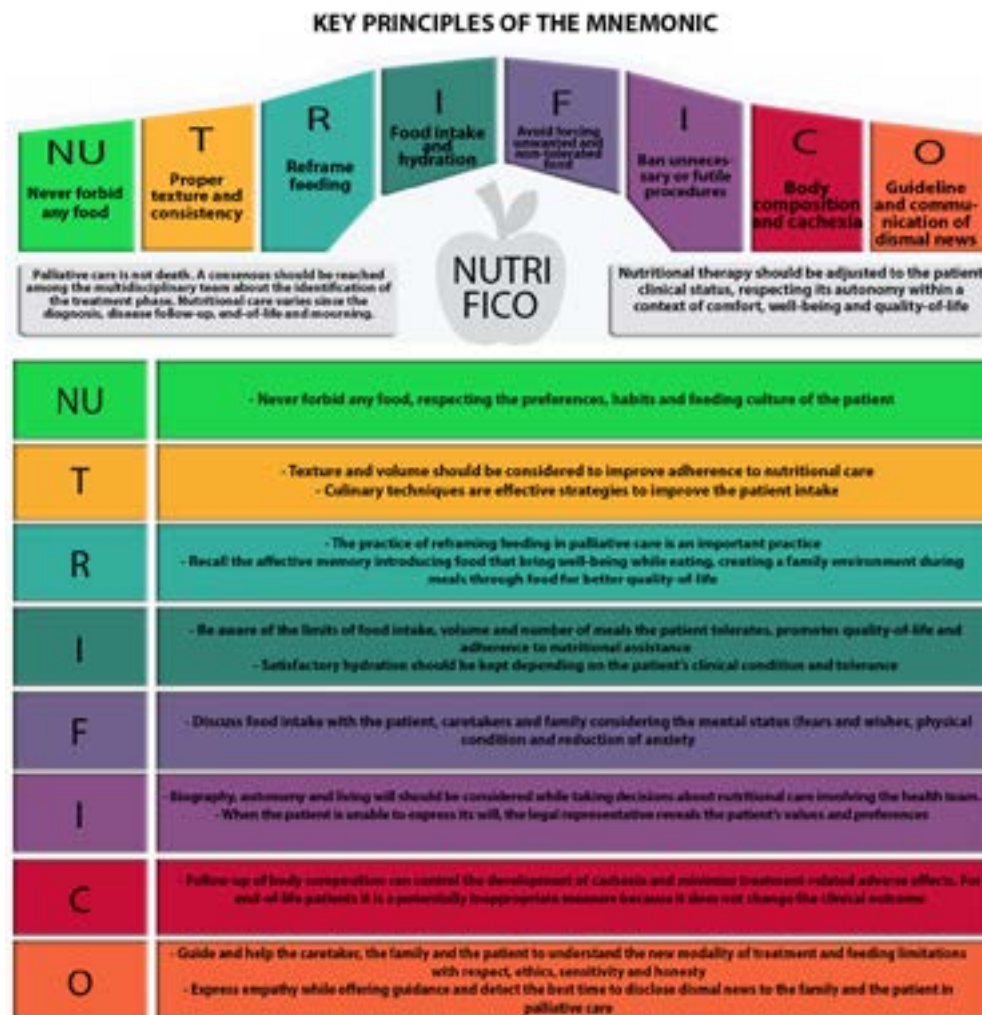 KEY PRINCIPLES OF THE MNEMONIC
NU
Never forbid
any food
T
Proper
texture and
consistency
R
Reframe
feeding
I
Food intake
and
hydration
F
Avoid forcing
unwanted and
non-tolerated
food
I
Ban unneces-
sary or futile
procedures
C
Body
composition
and cachexia
O
Guideline
and commu-
nication of
dismal news
Palliative care is not death. A consensous should be reached
among the multidisciplinary team about the identification of
the treatment phase. Nutritional care varies since the
diagnosis, disease follow-up, end-of-life and mourning.
NUTRI
FICO
Nutritional therapy should be adjusted to the patient
clinical status, respecting its autonomy within a
context of comfort, well-being and quality-of-life
NU
- Never forbid any food, respecting the preferences, habits and feeding culture of the patient
T
- Texture and volume should be considered to improve adherence to nutritional care
- Culinary techniques are effective strategies to improve the patient intake
R
- The practice of reframing feeding in palliative care is an important practice
- Recall the affective memory introducing food that bring well-being while eating, creating a family environment during
meals through food for better quality-of-life
I
- Be aware of the limits of food intake, volume and number of meals the patient tolerates, promotes quality-of-life and
adherence to nutritional assistance
- Satisfactory hydration should be kept depending on the patient's clinical condition and tolerance
F
- Discuss food intake with the patient, caretakers and family considering the mental status (fears and wishes, physical
condition and reduction of anxiety
I
- Biography, autonomy and living will should be considered while taking decisions about nutritional care involving the health team.
- When the patient is unable to express its will, the legal representative reveals the patient's values and preferences
C
- Follow-up of body composition can control the development of cachexia and minimize treatment-related adverse effects. For
end-of-life patients it is a potentially inappropriate measure because it does not change the clinical outcome
O
- Guide and help the caretaker, the family and the patient to understand the new modality of treatment and feeding limitations
with respect, ethics, sensitivity and honesty
- Express empathy while offering guidance and detect the best time to disclose dismal news to the family and the patient in
palliative care